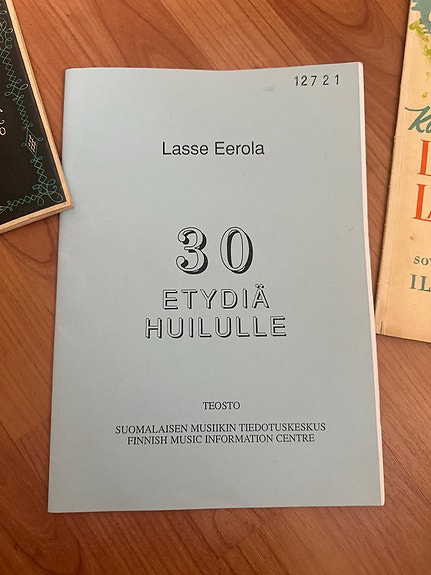 12721
Lasse Eerola
30
ETYDIÄ
HUILULLE
TEOSTO
SUOMALAISEN MUSIIKIN TIEDOTUSKESKUS
FINNISH MUSIC INFORMATION CENTRE